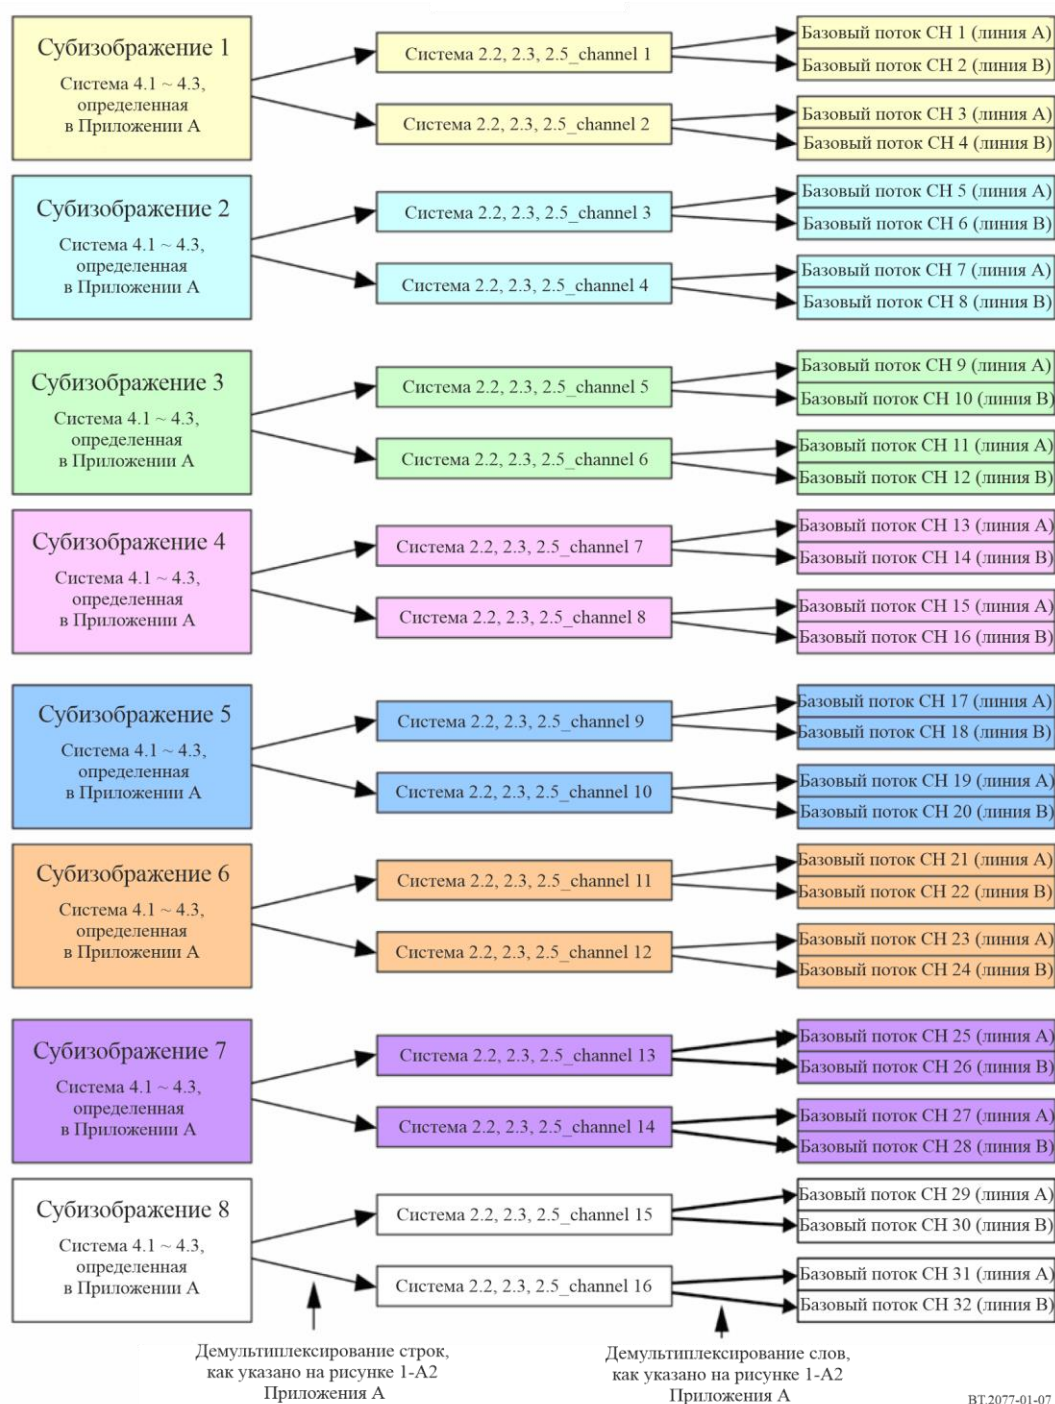 Субизображение 1
Система 4.1 ~ 4.3,
определенная
в Приложении A
Система 2.2, 2.3, 2.5_channel 1
Система 2.2, 2.3, 2.5_channel 2
Базовый поток CH 1 (линия A)
Базовый поток CH 2 (линия B)
Базовый поток CH 3 (линия A)
Базовый поток CH 4 (линия B)
Субизображение 2
Система 4.1 ~ 4.3,
определенная
в Приложении A
Система 2.2, 2.3, 2.5_channel 3
Система 2.2, 2.3, 2.5_channel 4
Базовый поток CH 5 (линия A)
Базовый поток CH 6 (линия B)
Базовый поток CH 7 (линия A)
Базовый поток CH 8 (линия B)
Субизображение 3
Система 4.1 ~ 4.3,
определенная
в Приложении A
Система 2.2, 2.3, 2.5_channel 5
Система 2.2, 2.3, 2.5_channel 6
Базовый поток CH 9 (линия A)
Базовый поток CH 10 (линия B)
Базовый поток CH 11 (линия A)
Базовый поток CH 12 (линия B)
Субизображение 4
Система 4.1 ~ 4.3,
определенная
в Приложении A
Система 2.2, 2.3, 2.5_channel 7
Система 2.2, 2.3, 2.5_channel 8
Базовый поток CH 13 (линия A)
Базовый поток CH 14 (линия B)
Базовый поток CH 15 (линия A)
Базовый поток CH 16 (линия B)
Субизображение 5
Система 4.1 ~ 4.3,
определенная
в Приложении A
Система 2.2, 2.3, 2.5_channel 9
Система 2.2, 2.3, 2.5_channel 10
Базовый поток CH 17 (линия A)
Базовый поток CH 18 (линия B)
Базовый поток CH 19 (линия A)
Базовый поток CH 20 (линия B)
Субизображение 6
Система 4.1 ~ 4.3,
определенная
в Приложении A
Система 2.2, 2.3, 2.5_channel 11
Система 2.2, 2.3, 2.5_channel 12
Базовый поток CH 21 (линия A)
Базовый поток CH 22 (линия B)
Базовый поток CH 23 (линия A)
Базовый поток CH 24 (линия B)
Субизображение 7
Система 4.1 ~ 4.3,
определенная
в Приложении A
Система 2.2, 2.3, 2.5_channel 13
Система 2.2, 2.3, 2.5_channel 14
Базовый поток CH 25 (линия A)
Базовый поток CH 26 (линия B)
Базовый поток CH 27 (линия A)
Базовый поток CH 28 (линия B)
Субизображение 8
Система 4.1 ~ 4.3,
определенная
в Приложении A
Система 2.2, 2.3, 2.5_channel 15
Система 2.2, 2.3, 2.5_channel 16
Базовый поток CH 29 (линия A)
Базовый поток CH 30 (линия B)
Базовый поток CH 31 (линия A)
Базовый поток CH 32 (линия B)
Демультиплексирование строк,
как указано на рисунке 1-A2
Приложения A
Демультиплексирование слов,
как указано на рисунке 1-A2
Приложения A
BT.2077-01-07